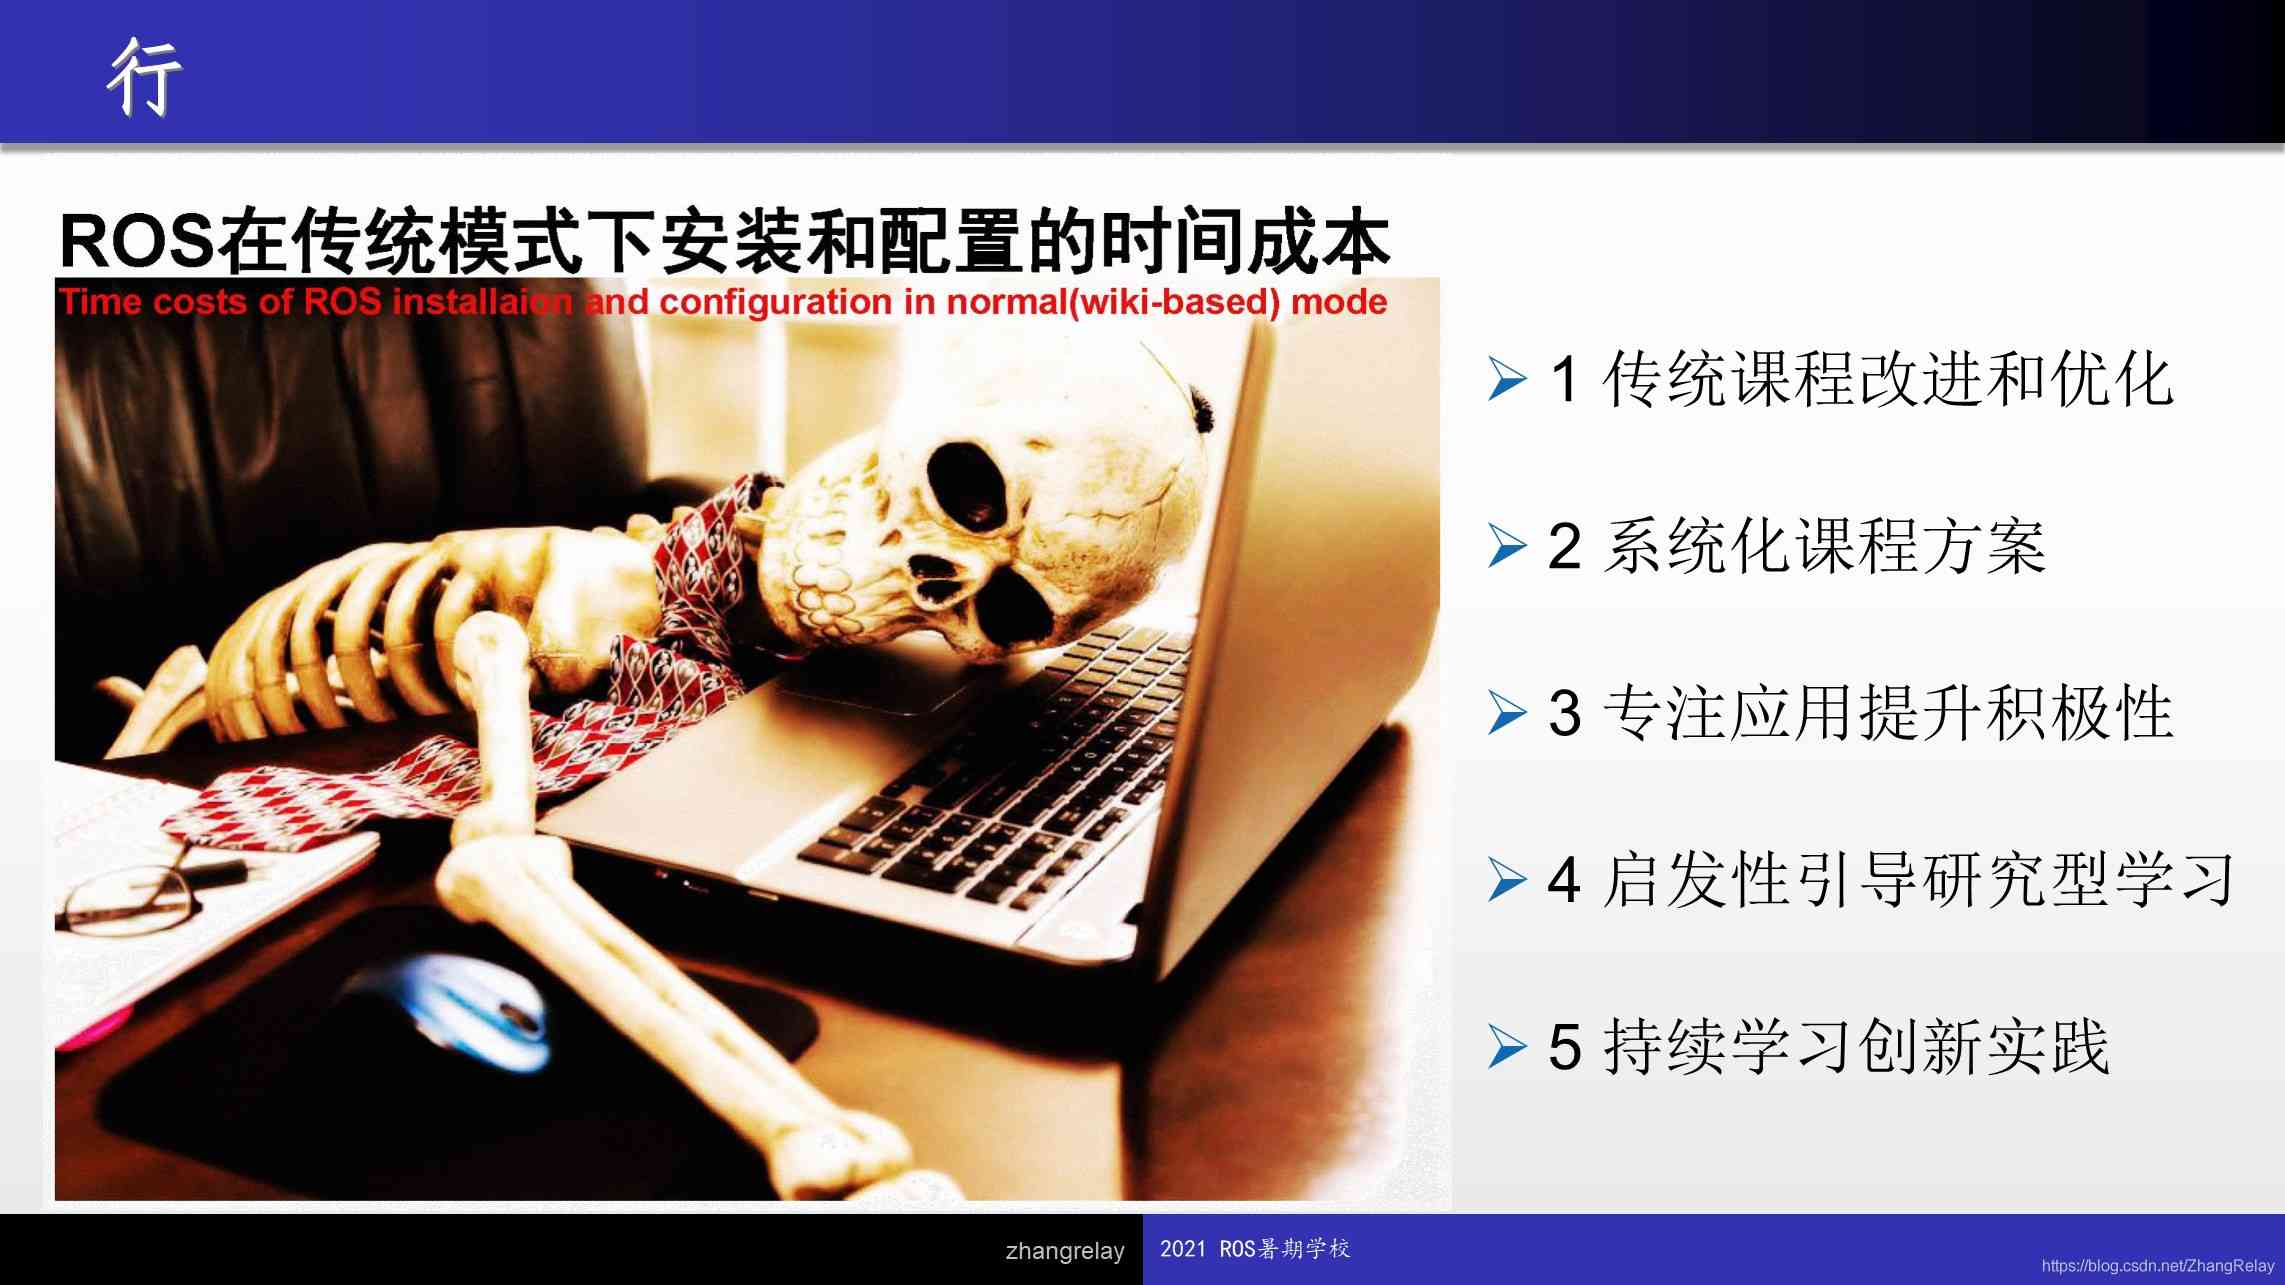 行
ROS在传统模式下安装和配置的时间成本
Time costs of ROS installaion and configuration in normal(wiki-based) mode
1 传统课程改进和优化
2 系统化课程方案
3 专注应用提升积极性
4 启发性引导研究型学习
5 持续学习创新实践
zhangrelay
2021 ROS暑期学校
https://blog.csdn.net/ZhangRelay